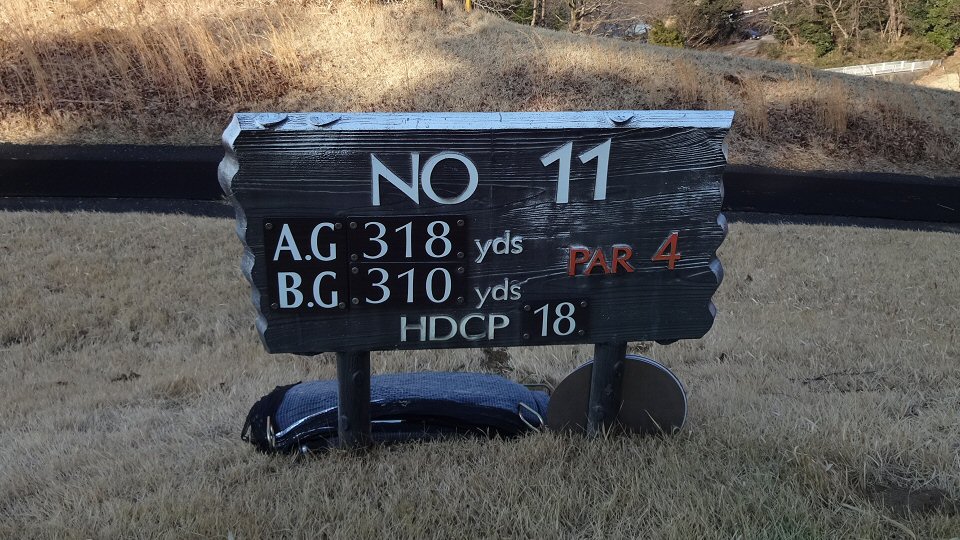 NO 11
A.G 318 yds
PAR 4
B.G 310 yds
HDCP 18